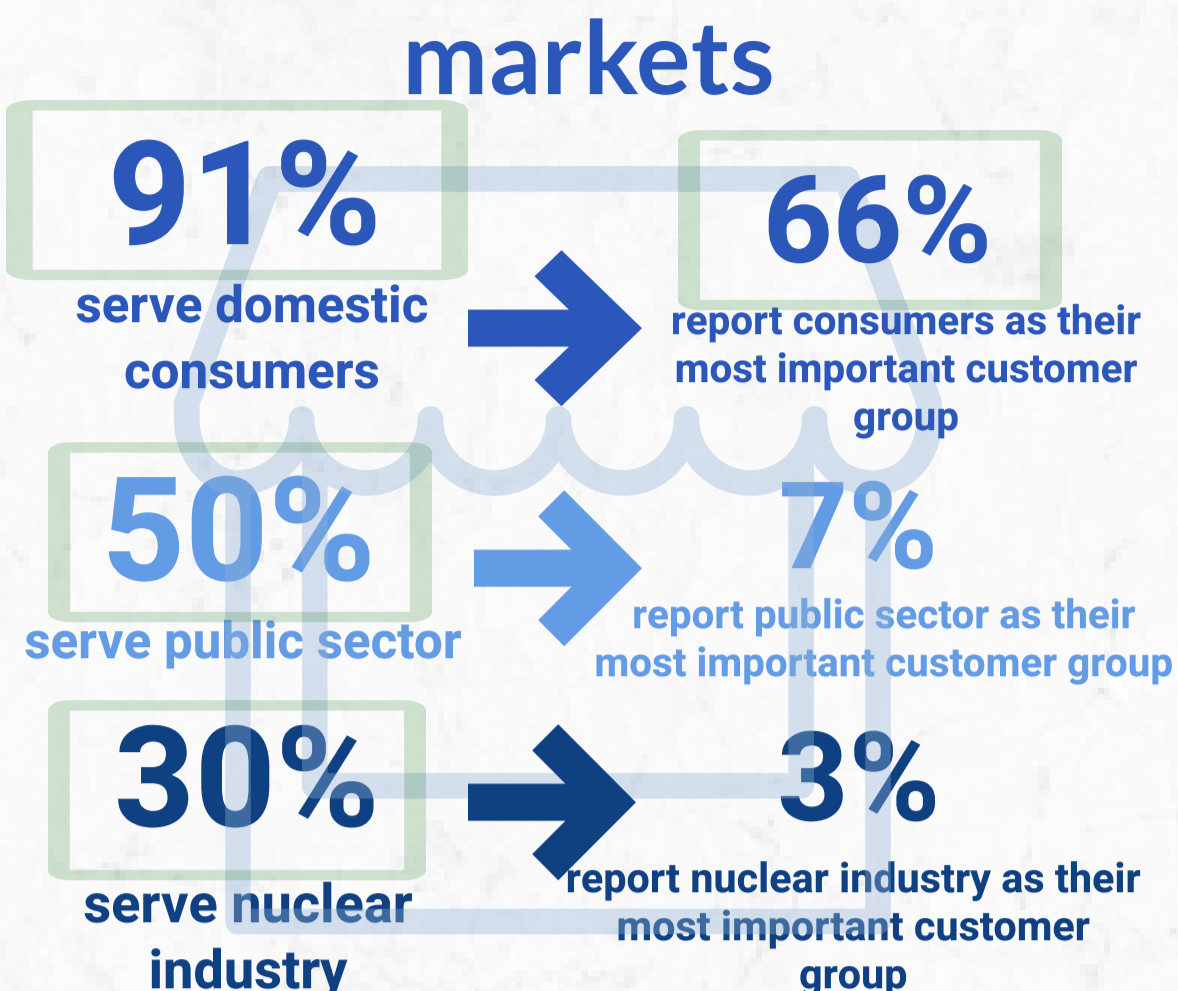 markets
91%
serve domestic
consumers
66%
report consumers as their
most important customer
group
50%
serve public sector
7%
report public sector as their
most important customer group
30%
serve nuclear
industry
3%
report nuclear industry as their
most important customer
group